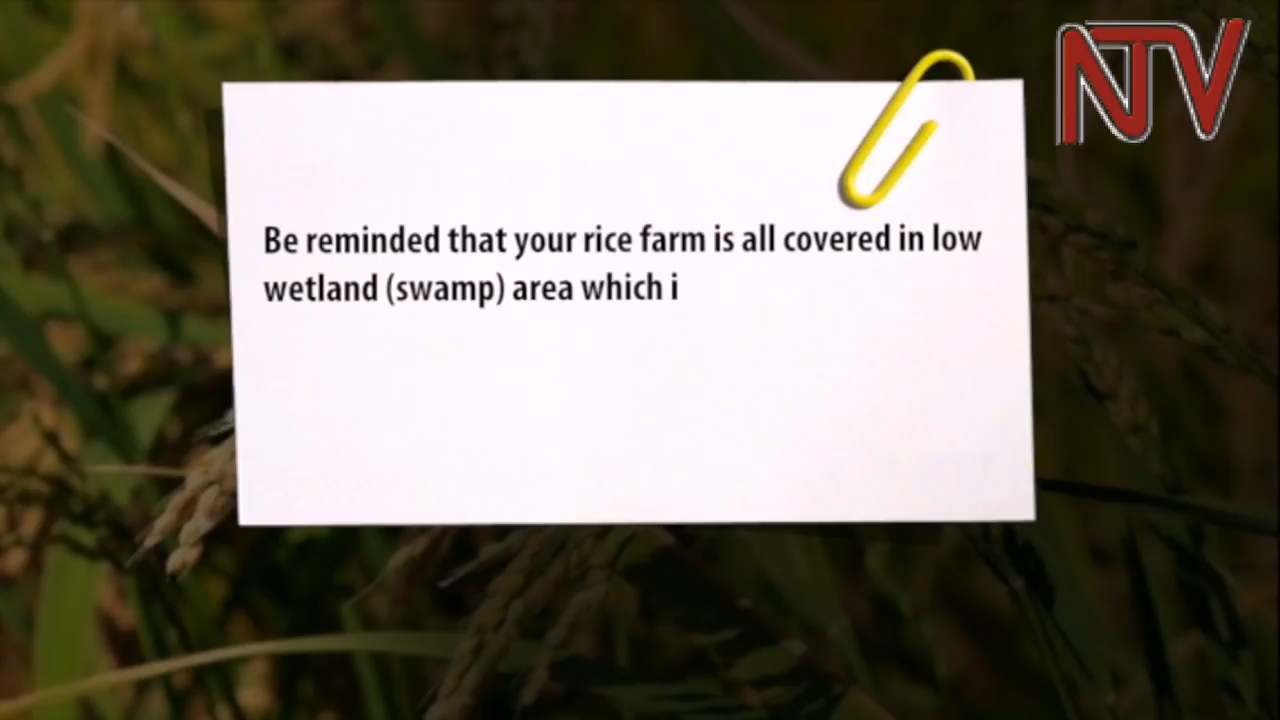 NTV
Be reminded that your rice farm is all covered in low
wetland (swamp) area which i